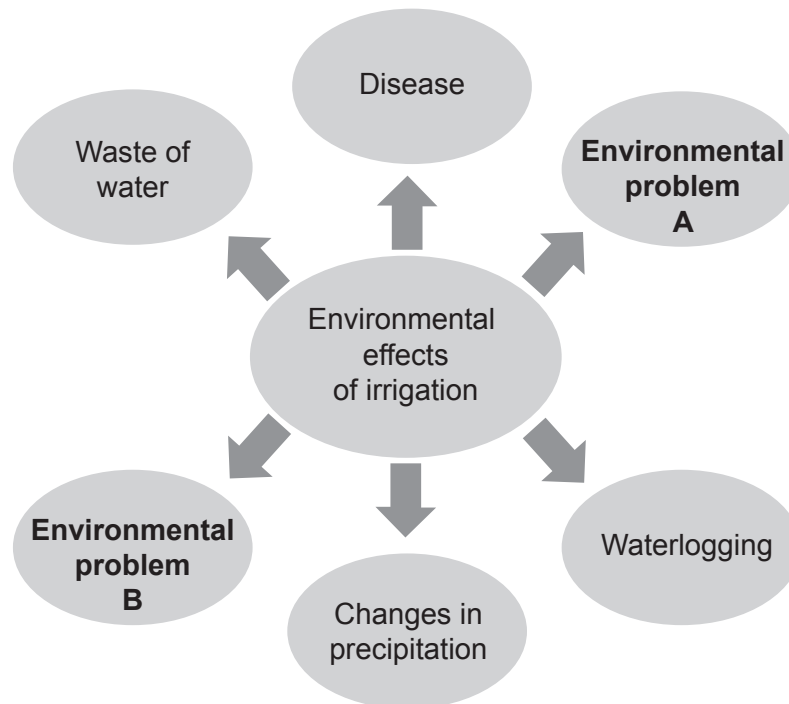 Disease
Waste of
water
Environmental
problem
A
Environmental
effects
of irrigation
Environmental
problem
B
Waterlogging
Changes in
precipitation